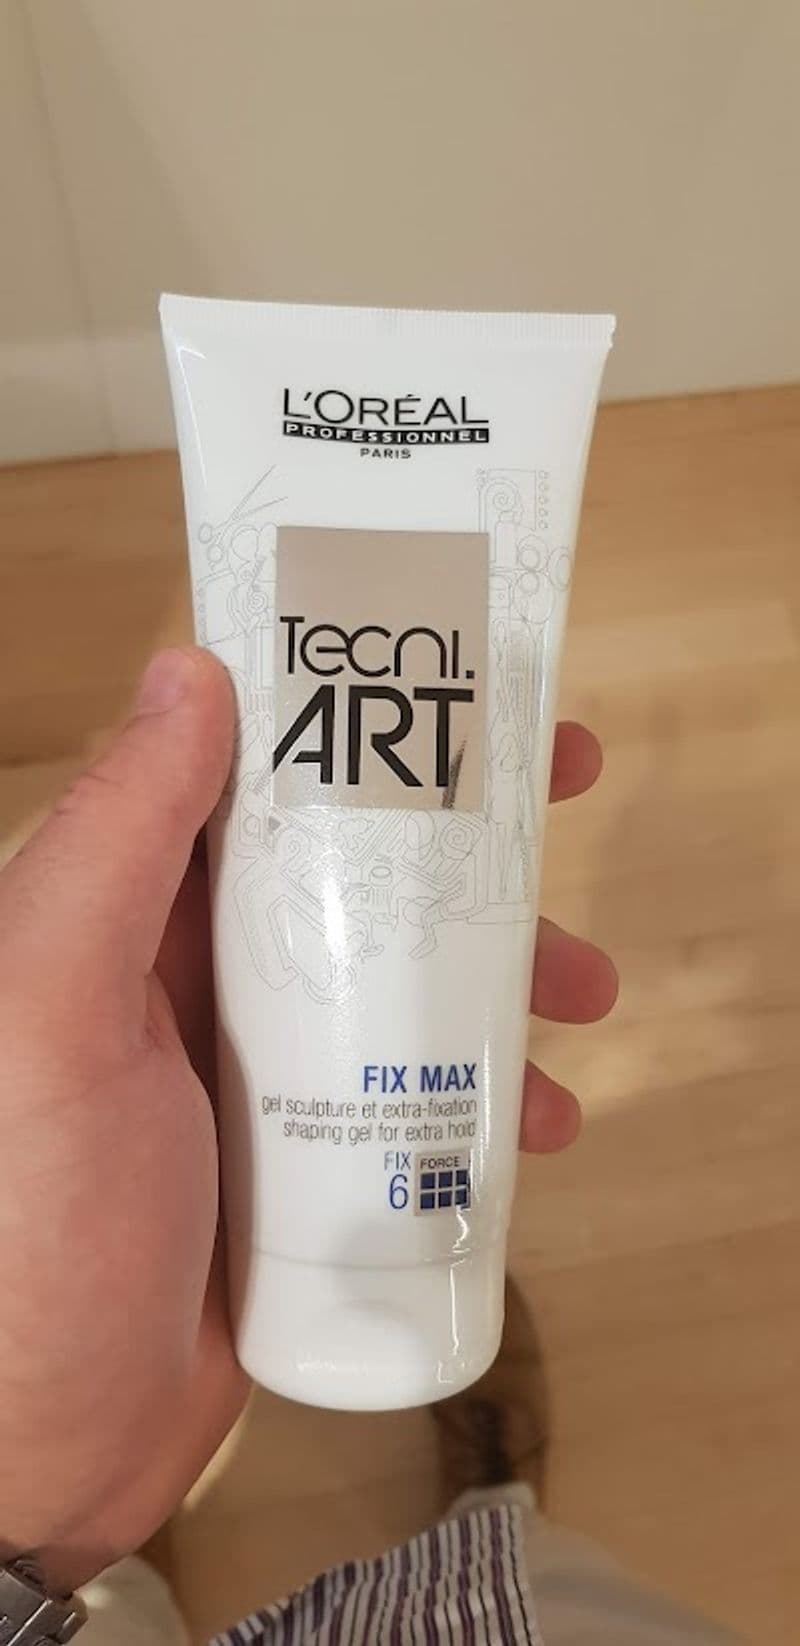 L'ORÉAL
PROFESSIONNEL
PARIS
Tecni.
ART
FIX MAX
gel sculpture et extra-fixation
shaping gel for extra hold
FIX FORCE
6